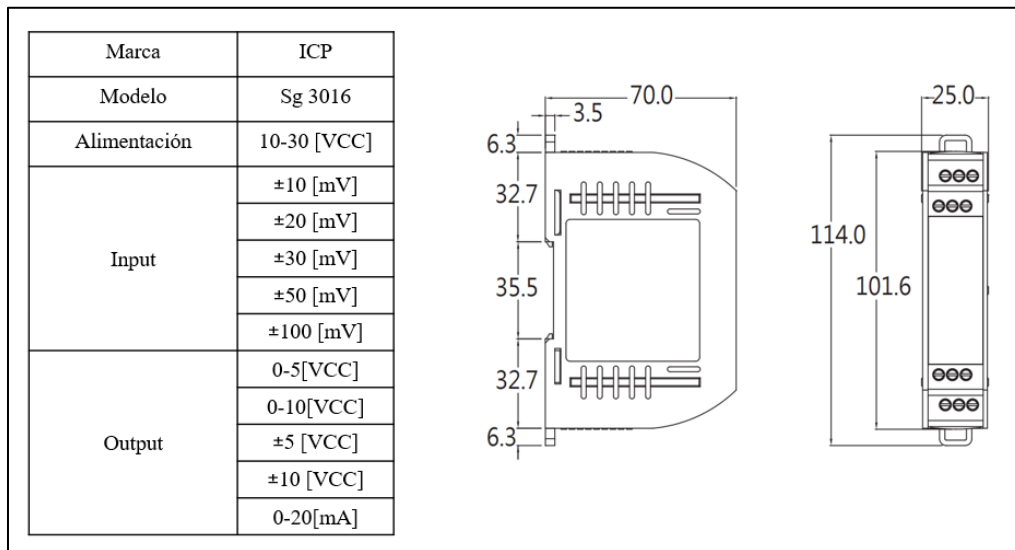 Marca ICP
Modelo Sg 3016
Alimentación 10-30 [VCC]
Input
±10 [mV]
±20 [mV]
±30 [mV]
±50 [mV]
±100 [mV]
Output
0-5[VCC]
0-10[VCC]
±5 [VCC]
±10 [VCC]
0-20[mA]
70.0
3.5
6.3
32.7
35.5
32.7
6.3
25.0
114.0
101.6